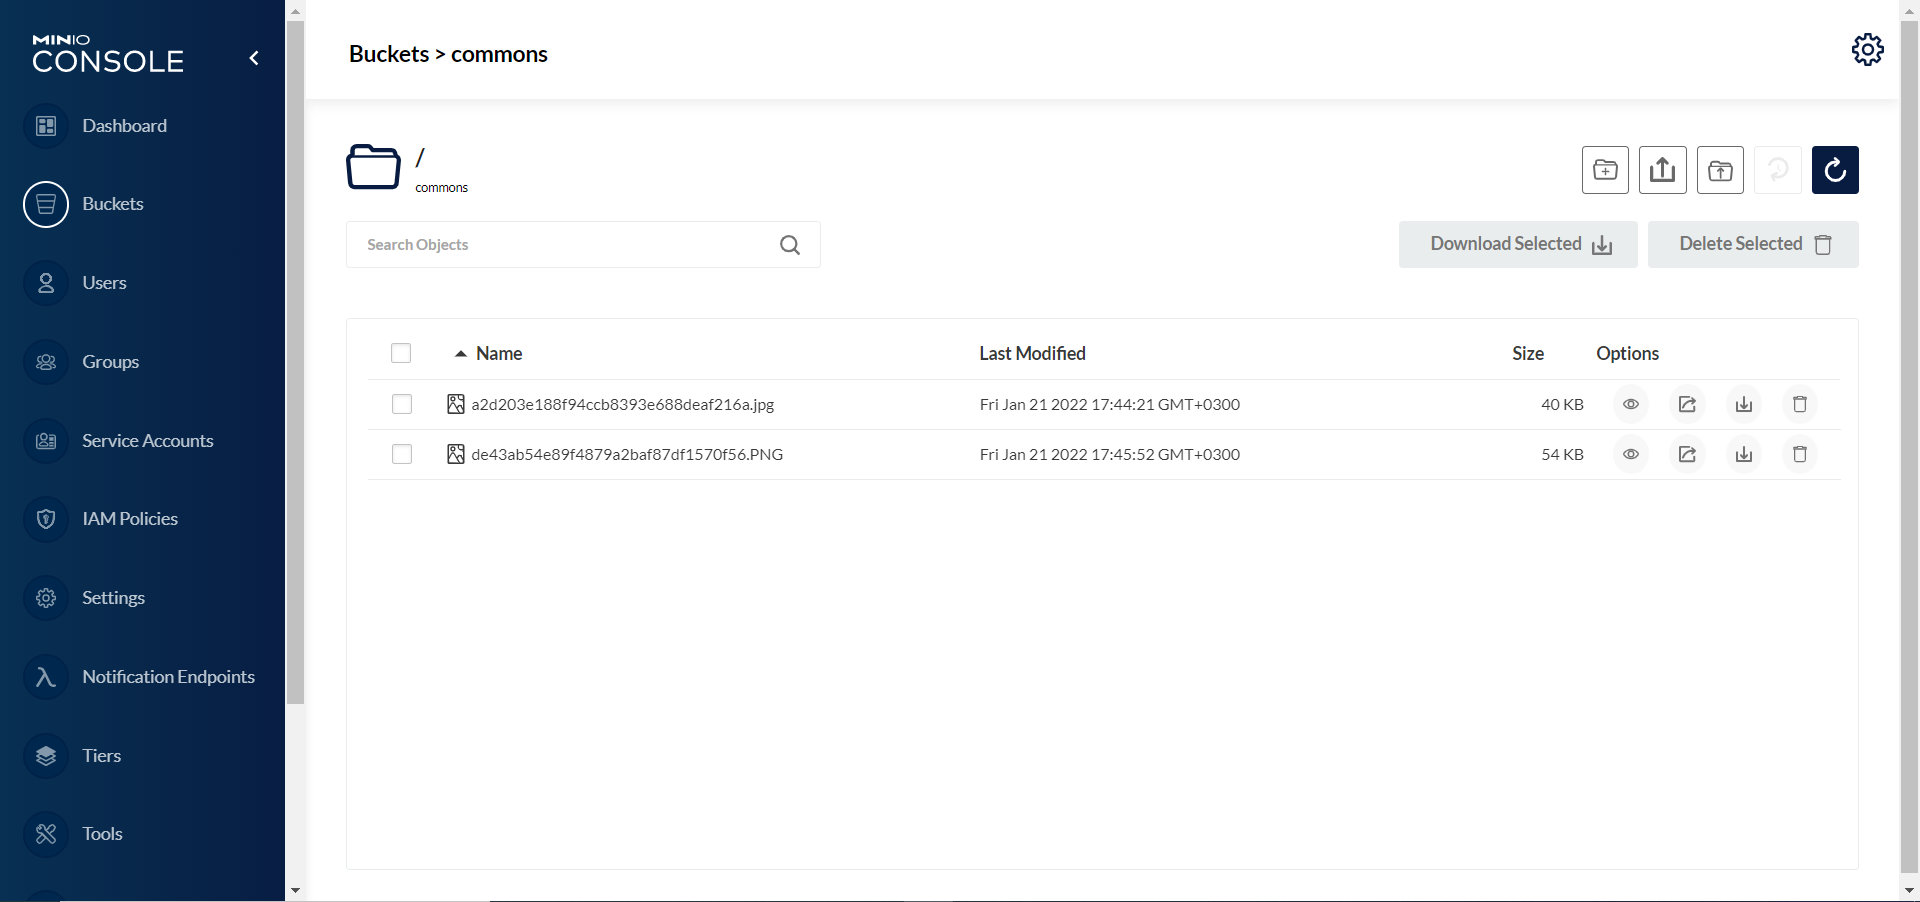 MINIO
CONSOLE
Dashboard
Buckets
Users
Groups
Service Accounts
IAM Policies
Settings
Notification Endpoints
Tiers
Tools
Buckets > commons
/
commons
Search Objects
Download Selected
Delete Selected
Name Last Modified Size Options
a2d203e188f94ccb8393e688deaf216a.jpg Fri Jan 21 2022 17:44:21 GMT+0300 40 KB
de43ab54e89f4879a2baf87df1570f56.PNG Fri Jan 21 2022 17:45:52 GMT+0300 54 KB